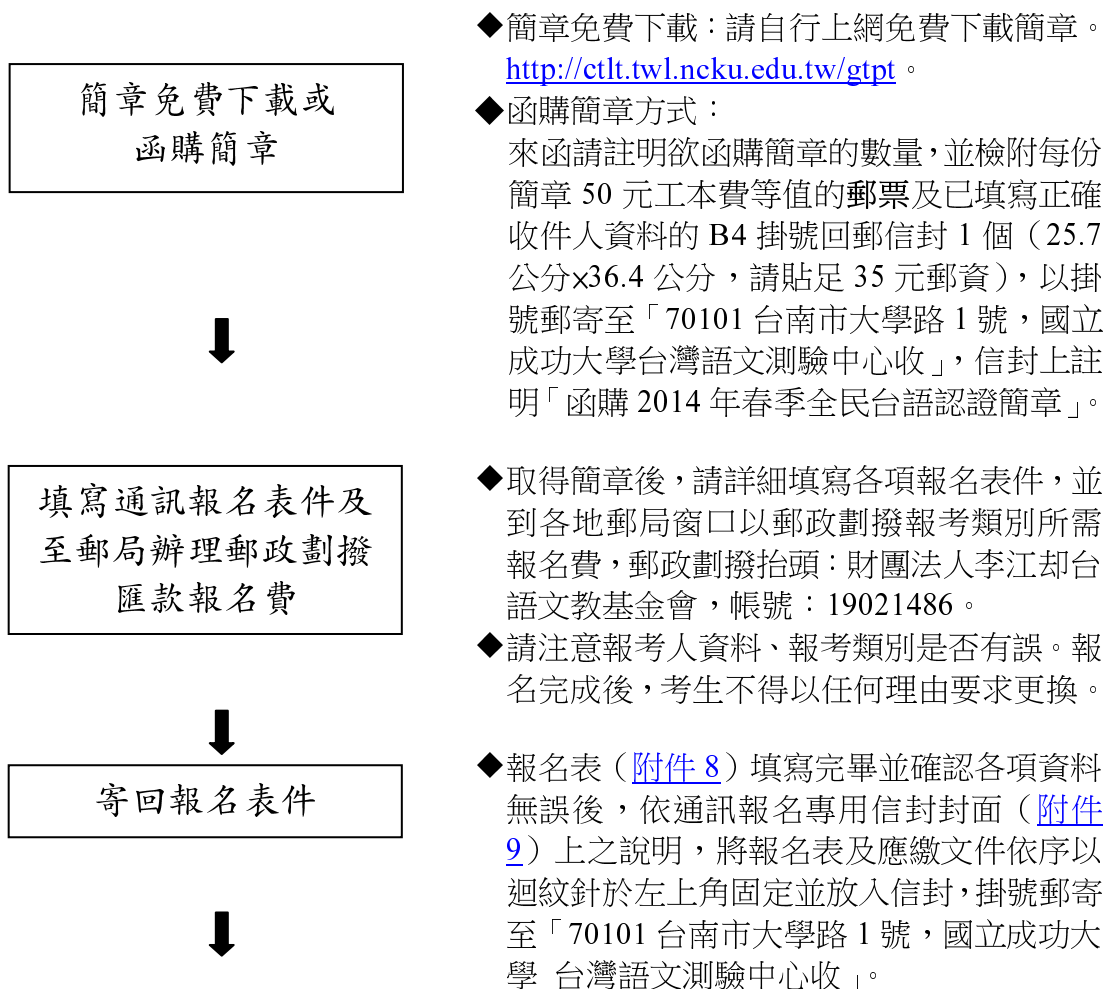 簡章免費下載或
函購簡章
◆簡章免費下載：請自行上網免費下載簡章。
http://ctlt.twl.ncku.edu.tw/gtpt。
◆函購簡章方式：
來函請註明欲函購簡章的數量，並檢附每份
簡章 50 元工本費等值的郵票及已填寫正確
收件人資料的 B4 掛號回郵信封 1 個（25.7
公分×36.4 公分，請貼足 35 元郵資），以掛
號郵寄至「70101 台南市大學路 1 號，國立
成功大學台灣語文測驗中心收」，信封上註
明「函購 2014 年春季全民台語認證簡章」。
填寫通訊報名表件及
至郵局辦理郵政劃撥
匯款報名費
◆取得簡章後，請詳細填寫各項報名表件，並
到各地郵局窗口以郵政劃撥報考類別所需
報名費，郵政劃撥抬頭：財團法人李江却台
語文教基金會，帳號：19021486。
◆請注意報考人資料、報考類別是否有誤。報
名完成後，考生不得以任何理由要求更換。
寄回報名表件
◆報名表（附件 8）填寫完畢並確認各項資料
無誤後，依通訊報名專用信封封面（附件
9）上之說明，將報名表及應繳文件依序以
迴紋針於左上角固定並放入信封，掛號郵寄
至「70101 台南市大學路 1 號，國立成功大
學 台灣語文測驗中心收」。